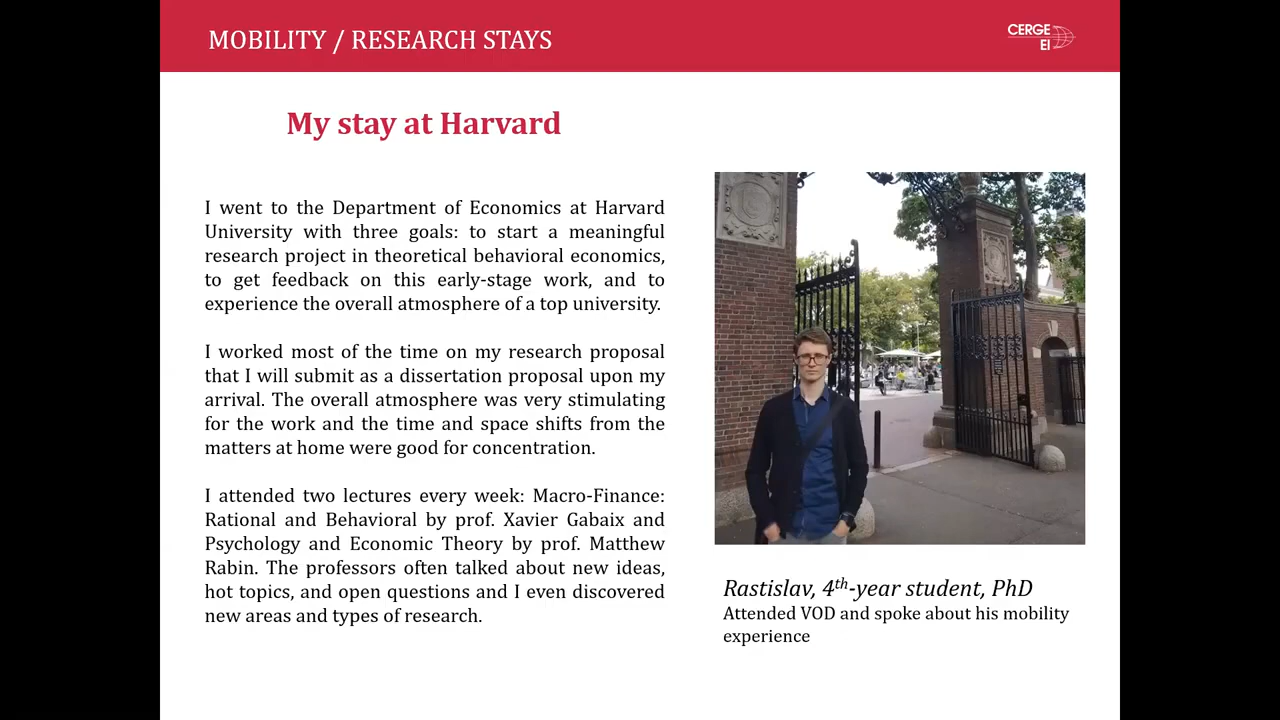 MOBILITY / RESEARCH STAYS
CERGE
EI
My stay at Harvard
I went to the Department of Economics at Harvard
University with three goals: to start a meaningful
research project in theoretical behavioral economics,
to get feedback on this early-stage work, and to
experience the overall atmosphere of a top university.
I worked most of the time on my research proposal
that I will submit as a dissertation proposal upon my
arrival. The overall atmosphere was very stimulating
for the work and the time and space shifts from the
matters at home were good for concentration.
I attended two lectures every week: Macro-Finance:
Rational and Behavioral by prof. Xavier Gabaix and
Psychology and Economic Theory by prof. Matthew
Rabin. The professors often talked about new ideas,
hot topics, and open questions and I even discovered
new areas and types of research.
Rastislav, 4th-year student, PhD
Attended VOD and spoke about his mobility
experience